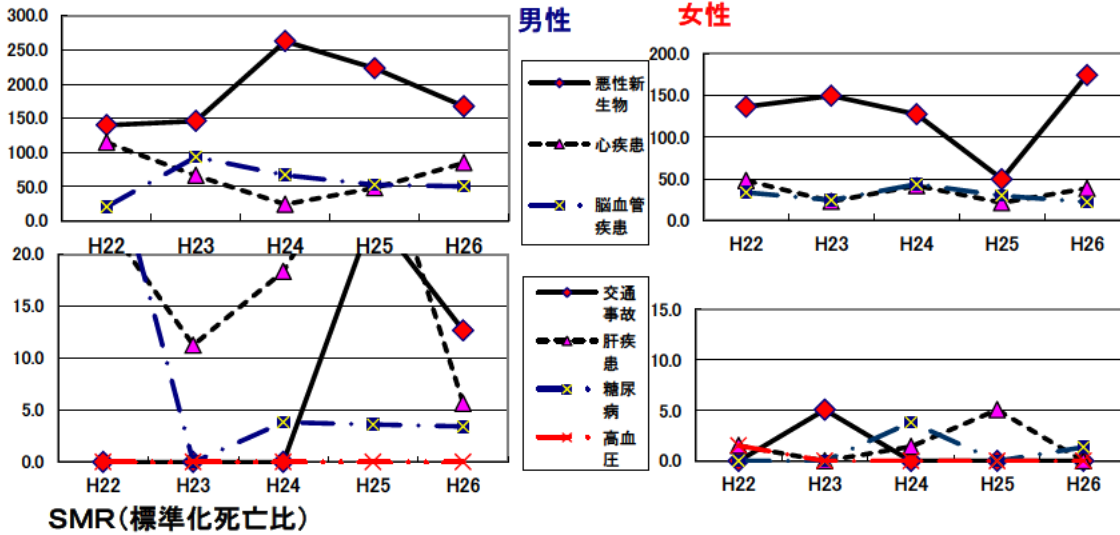 男性
女性
300.0
250.0
200.0
150.0
100.0
50.0
0.0
H22
H23
H24
H25
H26
悪性新
生物
心疾患
脳血管
疾患
200.0
150.0
100.0
50.0
0.0
H22
H23
H24
H25
H26
20.0
15.0
10.0
5.0
0.0
H22
H23
H24
H25
H26
交通
事故
肝疾
患
糖尿
病
高血
圧
15.0
10.0
5.0
0.0
H22
H23
H24
H25
H26
SMR(標準化死亡比)